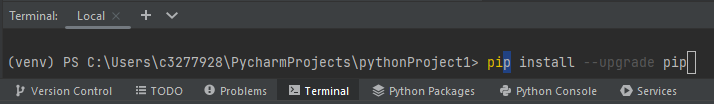 Terminal: Local × +
(venv) PS C:\Users\c3277928\PycharmProjects\pythonProject1> pip install --upgrade pip
Version Control TODO Problems Terminal Python Packages Python Console Services